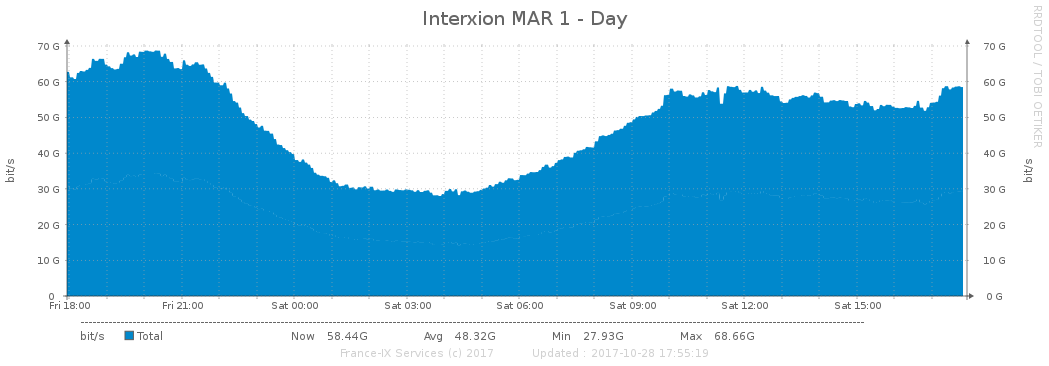 Interxion MAR 1 - Day
RRDTOOL / TOBI OETIKER
bit/s
bit/s
70 G 70 G
60 G 60 G
50 G 50 G
40 G 40 G
30 G 30 G
20 G 20 G
10 G 10 G
0 0 G
Fri 18:00 Fri 21:00 Sat 00:00 Sat 03:00 Sat 06:00 Sat 09:00 Sat 12:00 Sat 15:00
bit/s Total Now 58.44G Avg 48.32G Min 27.93G Max 68.66G
France-IX Services (c) 2017 Updated : 2017-10-28 17:55:19